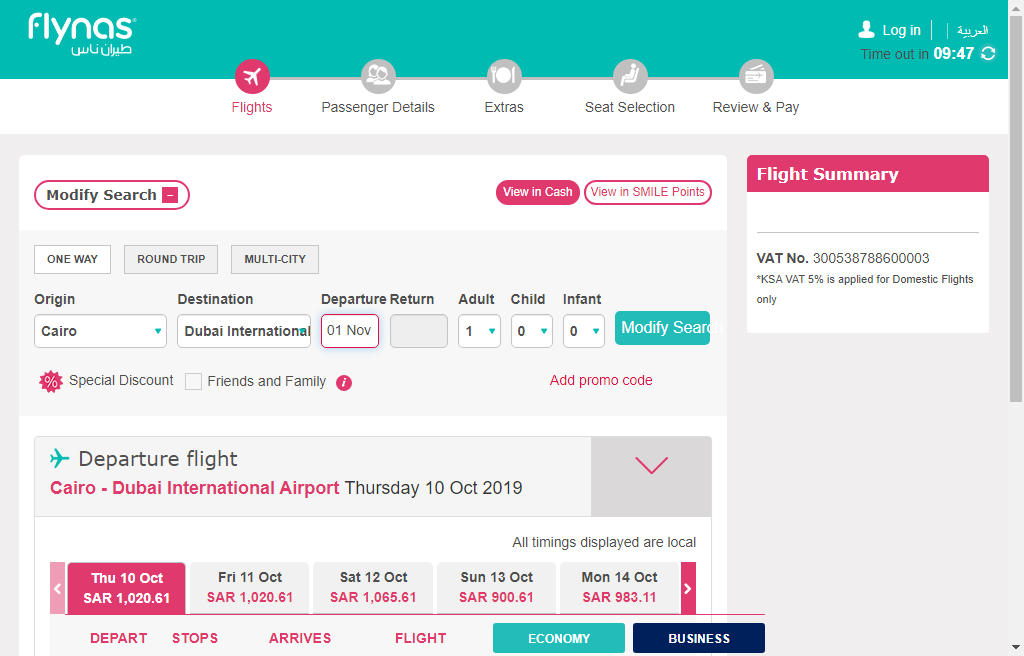 flynas
طيران ناس
Log in
العربية
Time out in 09:47
Flights
Passenger Details
Extras
Seat Selection
Review & Pay
Modify Search
View in Cash
View in SMILE Points
Flight Summary
ONE WAY
ROUND TRIP
MULTI-CITY
VAT No. 300538788600003
*KSA VAT 5% is applied for Domestic Flights
only
Origin
Destination
Departure
Return
Adult
Child
Infant
Cairo
Dubai International
01 Nov
1
0
0
Modify Search
% Special Discount
Friends and Family
i
Add promo code
Departure flight
Cairo - Dubai International Airport Thursday 10 Oct 2019
All timings displayed are local
Thu 10 Oct
SAR 1,020.61
Fri 11 Oct
SAR 1,020.61
Sat 12 Oct
SAR 1,065.61
Sun 13 Oct
SAR 900.61
Mon 14 Oct
SAR 983.11
DEPART
STOPS
ARRIVES
FLIGHT
ECONOMY
BUSINESS